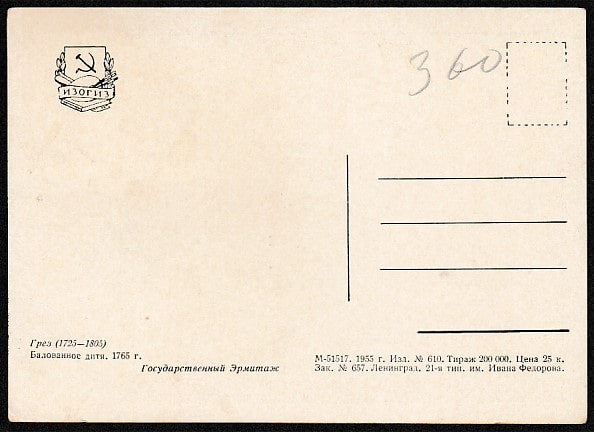 360
ИЗОГИЗ
Грез (1725—1805)
Балованное дитя. 1765 г.
Государственный Эрмитаж
М-51517. 1955 г. Изд. № 610. Тираж 200 000. Цена 25 к.
Зак. № 657. Ленинград. 21-я тип. им. Ивана Федорова.